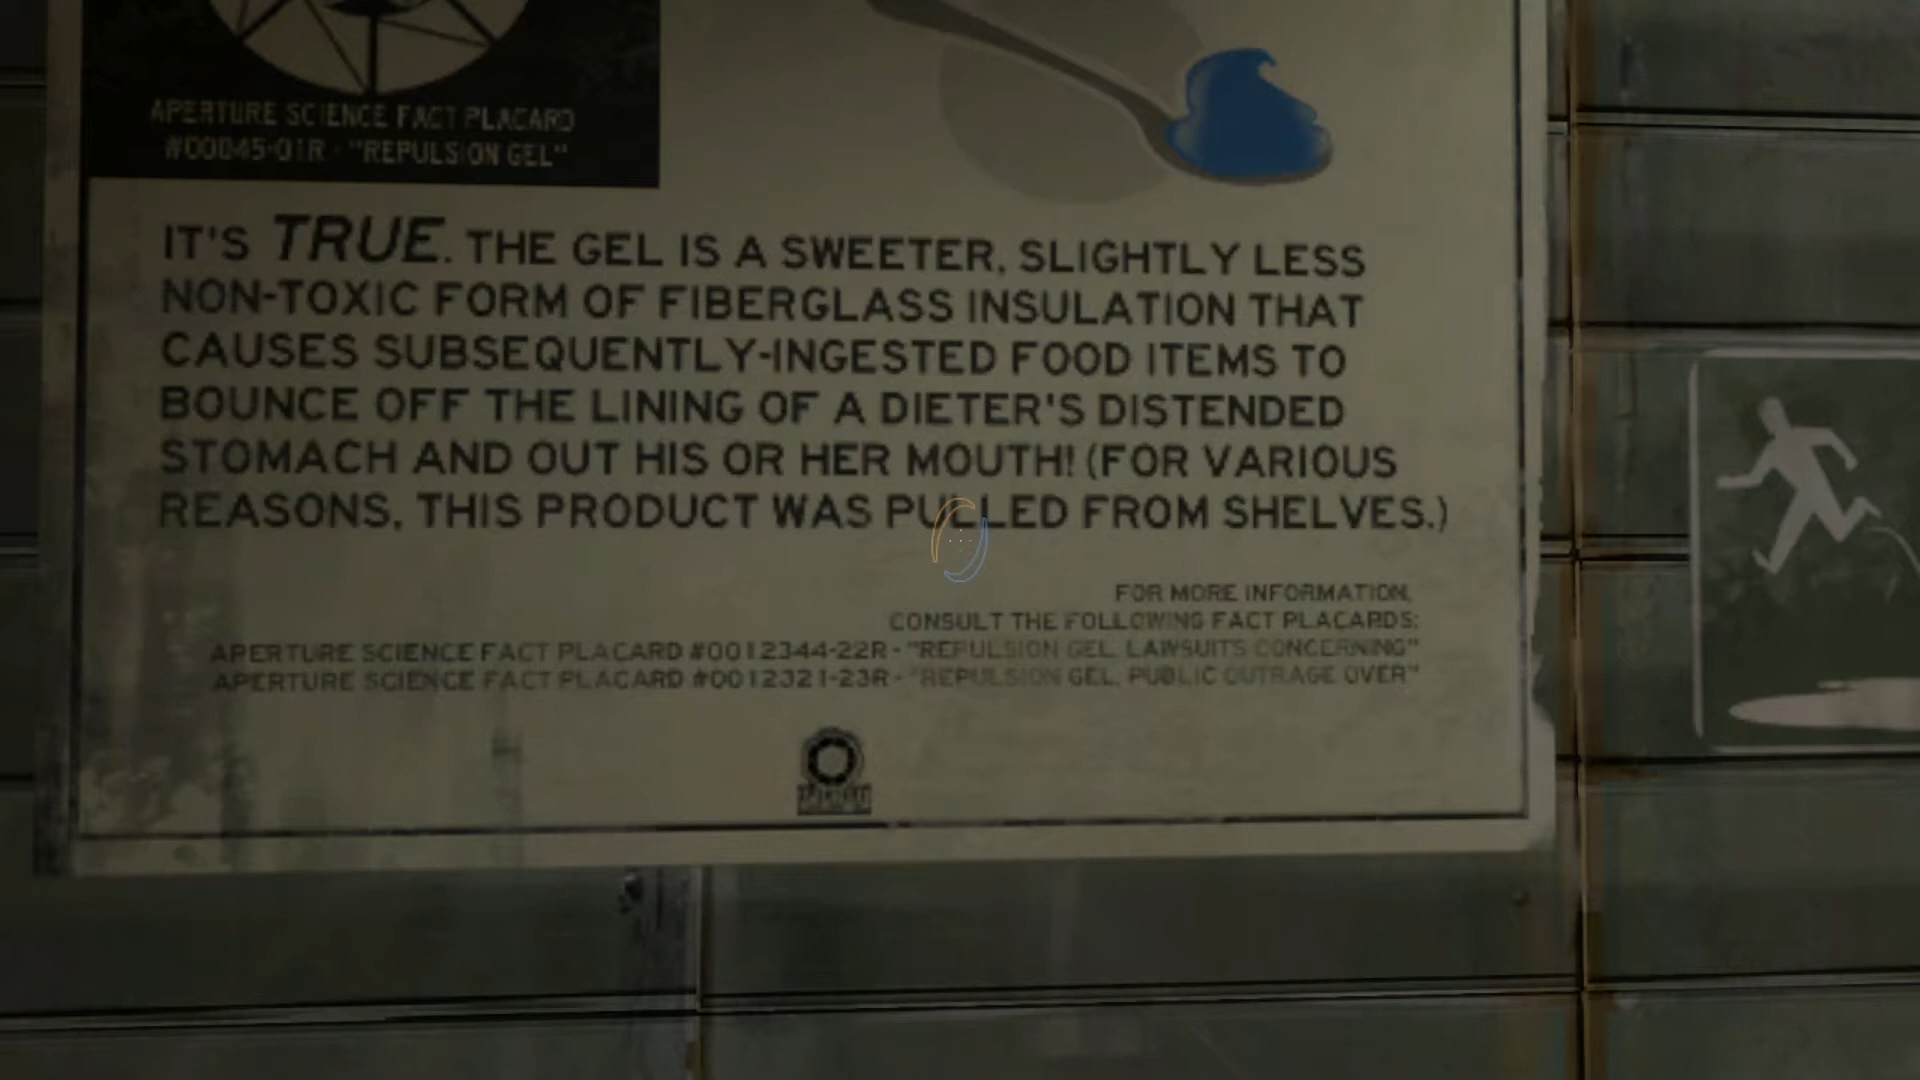 APERTURE SCIENCE FACT PLACARD
#00045-01R - "REPULSION GEL"
IT'S TRUE. THE GEL IS A SWEETER, SLIGHTLY LESS
NON-TOXIC FORM OF FIBERGLASS INSULATION THAT
CAUSES SUBSEQUENTLY-INGESTED FOOD ITEMS TO
BOUNCE OFF THE LINING OF A DIETER'S DISTENDED
STOMACH AND OUT HIS OR HER MOUTH! (FOR VARIOUS
REASONS, THIS PRODUCT WAS PULLED FROM SHELVES.)
FOR MORE INFORMATION,
CONSULT THE FOLLOWING FACT PLACARDS:
APERTURE SCIENCE FACT PLACARD #0012344-22R - "REPULSION GEL, LAWSUITS CONCERNING"
APERTURE SCIENCE FACT PLACARD #0012321-23R - "REPULSION GEL, PUBLIC OUTRAGE OVER"